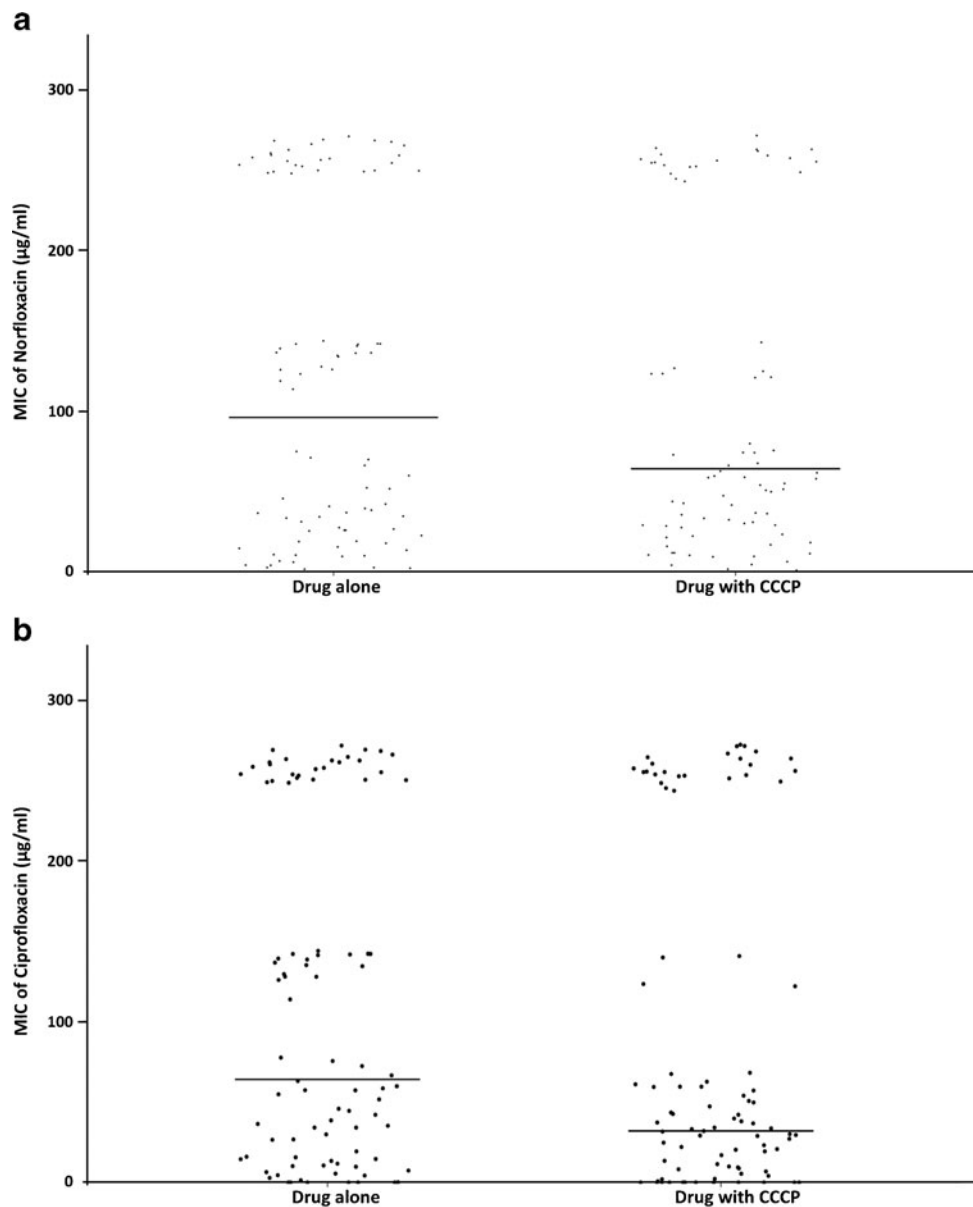 a
MIC of Norfloxacin (µg/ml)
300
200
100
0
Drug alone
Drug with CCCP
b
MIC of Ciprofloxacin (µg/ml)
300
200
100
0
Drug alone
Drug with CCCP